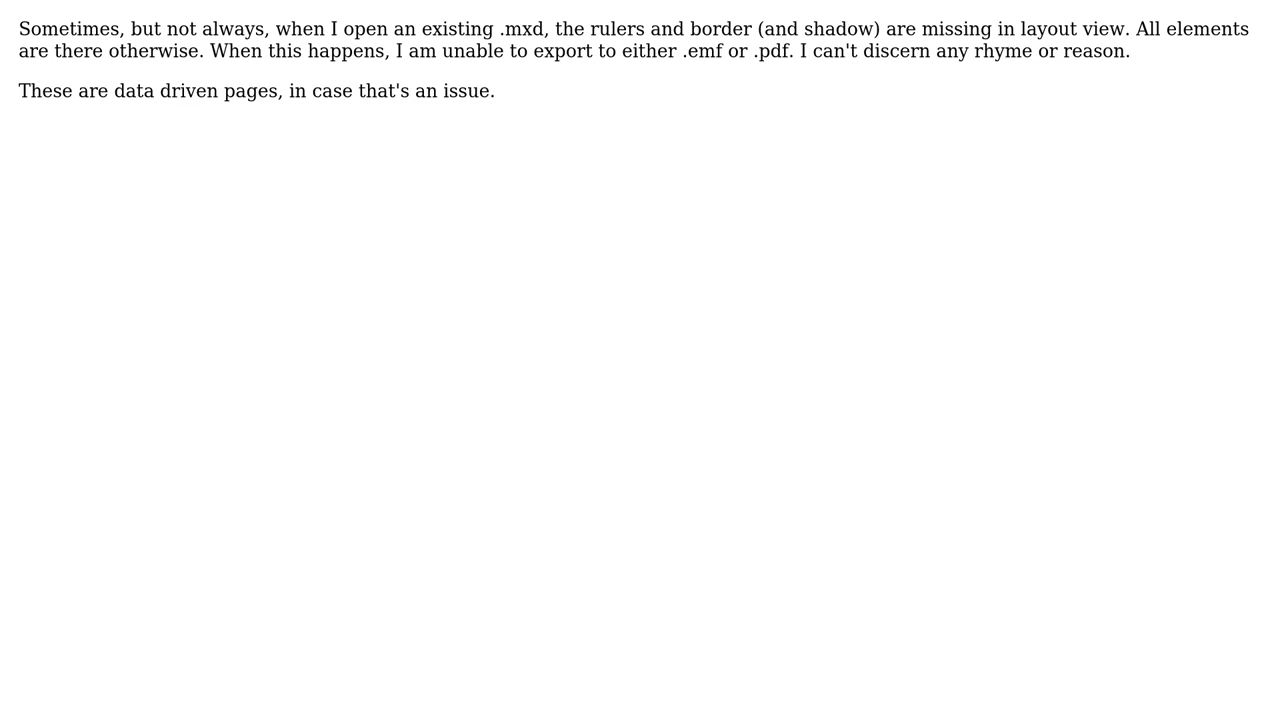 Sometimes, but not always, when I open an existing .mxd, the rulers and border (and shadow) are missing in layout view. All elements
are there otherwise. When this happens, I am unable to export to either .emf or .pdf. I can't discern any rhyme or reason.
These are data driven pages, in case that's an issue.